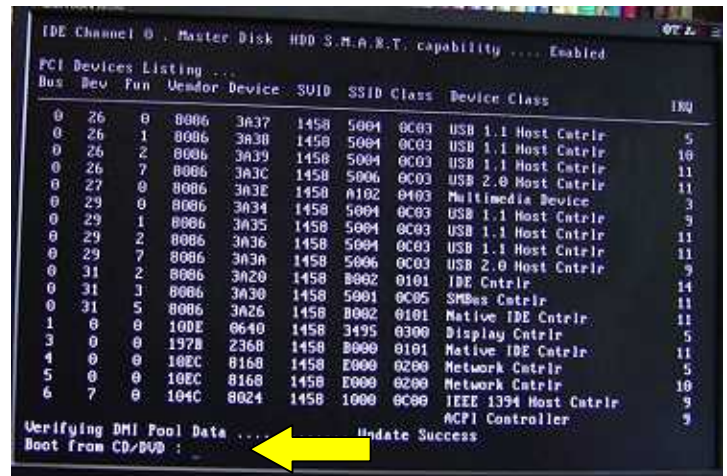 IDE Channel 0 . Master Disk HDD S.M.A.R.T. capability .... Enabled
PCI Devices Listing ...
Bus Dev Fun Vendor Device SVID SSID Class Device Class IRQ
0 26 0 8086 3A37 1458 5004 0C03 USB 1.1 Host Cntrlr 5
0 26 1 8086 3A38 1458 5004 0C03 USB 1.1 Host Cntrlr 10
0 26 2 8086 3A39 1458 5004 0C03 USB 1.1 Host Cntrlr 11
0 26 7 8086 3A3C 1458 5006 0C03 USB 2.0 Host Cntrlr 11
0 27 0 8086 3A3E 1458 A102 0403 Multimedia Device 3
0 29 0 8086 3A34 1458 5004 0C03 USB 1.1 Host Cntrlr 9
0 29 1 8086 3A35 1458 5004 0C03 USB 1.1 Host Cntrlr 11
0 29 2 8086 3A36 1458 5004 0C03 USB 1.1 Host Cntrlr 11
0 29 7 8086 3A3A 1458 5006 0C03 USB 2.0 Host Cntrlr 9
0 31 2 8086 3A20 1458 B002 0101 IDE Cntrlr 14
0 31 3 8086 3A30 1458 5001 0C05 SMBus Cntrlr 11
0 31 5 8086 3A26 1458 B002 0101 Native IDE Cntrlr 11
1 0 0 10DE 0640 1458 3495 0300 Display Cntrlr 5
3 0 0 197B 2368 1458 B000 0101 Native IDE Cntrlr 11
4 0 0 10EC 8168 1458 E000 0200 Network Cntrlr 5
5 0 0 10EC 8168 1458 E000 0200 Network Cntrlr 10
6 7 0 104C 8024 1458 1000 0C00 IEEE 1394 Host Cntrlr 9
ACPI Controller 9
Verifying DMI Pool Data .... Update Success
Boot from CD/DVD : _